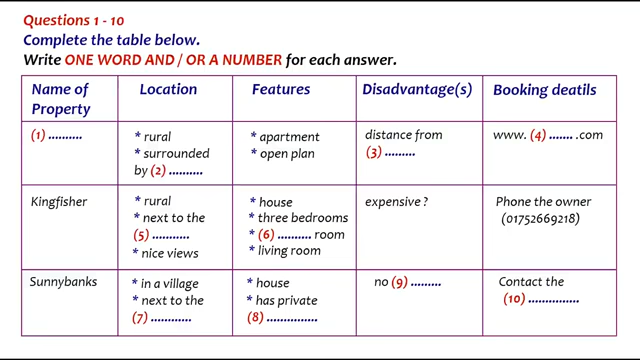 Questions 1 - 10
Complete the table below.
Write ONE WORD AND / OR A NUMBER for each answer.
Name of Property
Location
Features
Disadvantage(s)
Booking deatils
(1) ..........
* rural
* surrounded
by (2) ..........
* apartment
* open plan
distance from
(3) .........
www. (4) ....... .com
Kingfisher
* rural
* next to the
(5) ...........
* nice views
* house
* three bedrooms
* (6) .......... room
* living room
expensive ?
Phone the owner
(01752669218)
Sunnybanks
* in a village
* next to the
(7) ............
* house
* has private
(8) ...............
no (9) .........
Contact the
(10) ...............